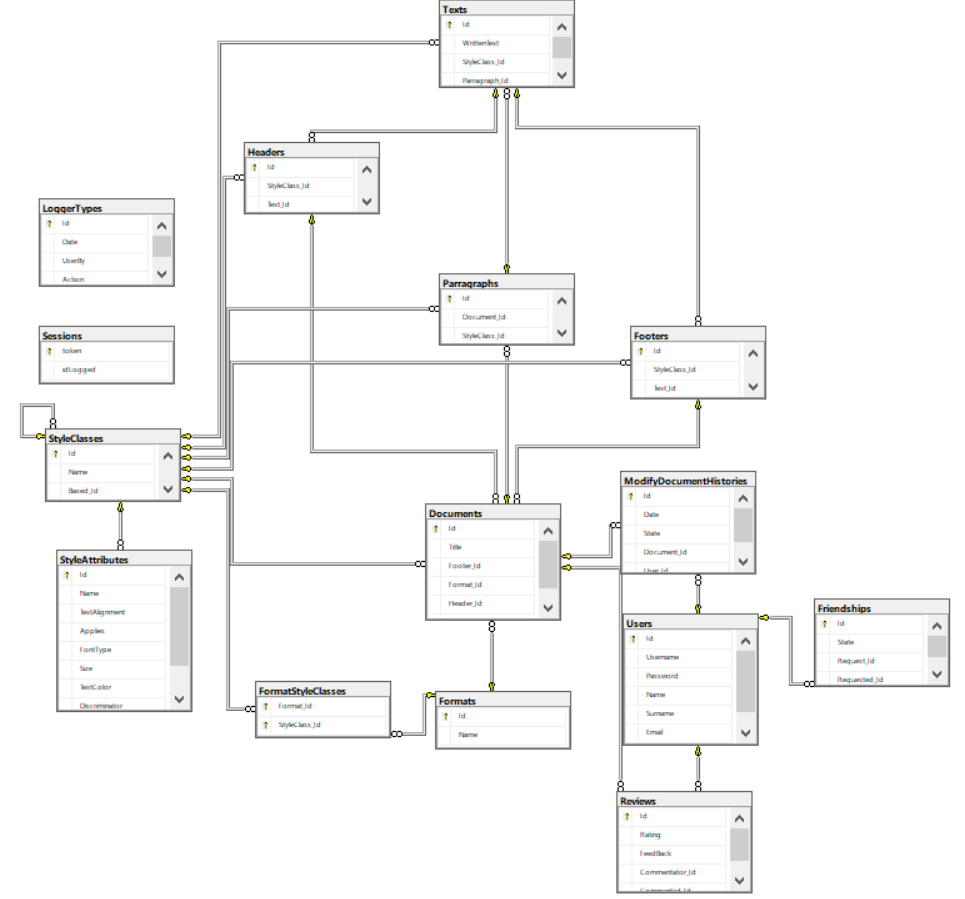 Texts
Id
WrittenText
StyleClass_Id
Parragraph_Id
Headers
Id
StyleClass_Id
Text_Id
LoggerTypes
Id
Date
UserBy
Action
Parragraphs
Id
Document_Id
StyleClass_Id
Sessions
token
idLogged
Footers
Id
StyleClass_Id
Text_Id
StyleClasses
Id
Name
Based_Id
ModifyDocumentHistories
Id
Date
State
Document_Id
User_Id
Documents
Id
Title
Footer_Id
Format_Id
Header_Id
StyleAttributes
Id
Name
TextAlignment
Applies
FontType
Size
TextColor
Discriminator
Friendships
Id
State
Request_Id
Requested_Id
Users
Id
Username
Password
Name
Surname
Email
FormatStyleClasses
Format_Id
StyleClass_Id
Formats
Id
Name
Reviews
Id
Rating
FeedBack
Commentator_Id
Commented_Id